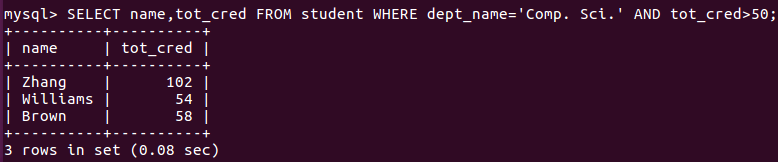 mysql> SELECT name,tot_cred FROM student WHERE dept_name='Comp. Sci.' AND tot_cred>50;
+----------+----------+
| name     | tot_cred |
+----------+----------+
| Zhang    |      102 |
| Williams |       54 |
| Brown    |       58 |
+----------+----------+
3 rows in set (0.08 sec)